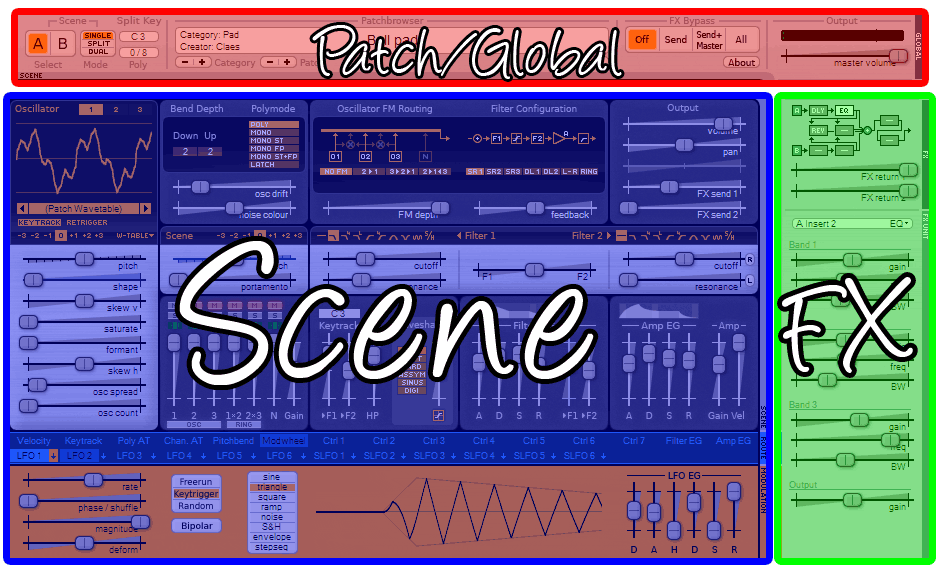 Scene Split Key Patchbrowser FX Bypass Output
A B SINGLE SPLIT DUAL C 3 0 / 8
Category: Pad
Creator: Claes
Off Send Send+ Master All
Select Mode Poly - + Category - + About master volume
SCENE GLOBAL
Patch/Global
Oscillator 1 2 3 Bend Depth Polymode Oscillator FM Routing Filter Configuration Output
Down Up
2 2
POLY
MONO
MONO ST
MONO FP
MONO ST+FP
LATCH
F1 F2 A
O1 O2 O3 N
NO FM 2▸1 3▸2▸1 2▸1◂3 SR1 SR2 SR3 DL1 DL2 L-R RING
volume
pan
FX send 1
FX send 2
osc drift
noise colour FM depth feedback
(Patch Wavetable)
KEYTRACK RETRIGGER
-3 -2 -1 0 +1 +2 +3 W-TABLE Scene -3 -2 -1 0 +1 +2 +3 Filter 1 Filter 2
pitch
shape
skew v
saturate
formant
skew h
osc spread
osc count
pitch
portamento
cutoff
resonance
F1 F2
cutoff
resonance
R
L
Scene
M M M M M
C 3
Keytrack
ASSYM
SINUS
DIGI
Amp EG Amp
1 2 3 1×2 2×3 N Gain ▸F1 ▸F2 HP A D S R ▸F1 ▸F2 A D S R Gain Vel
OSC RING
SCENE ROUTE MODULATION
Velocity Keytrack Poly AT Chan. AT Pitchbend Modwheel Ctrl 1 Ctrl 2 Ctrl 3 Ctrl 4 Ctrl 5 Ctrl 6 Ctrl 7 Filter EG Amp EG
LFO 1 LFO 2 LFO 3 LFO 4 LFO 5 LFO 6 SLFO 1 SLFO 2 SLFO 3 SLFO 4 SLFO 5 SLFO 6
rate
phase / shuffle
magnitude
deform
Freerun
Keytrigger
Random
Bipolar
sine
triangle
square
ramp
noise
S&H
envelope
stepseq
LFO EG
D A H D S R
A DLY EQ
REV
B
FX return 1
FX return 2
FX FX UNIT
A Insert 2 EQ
Band 1
gain
FX
freq
BW
Band 3
gain
freq
BW
Output
gain